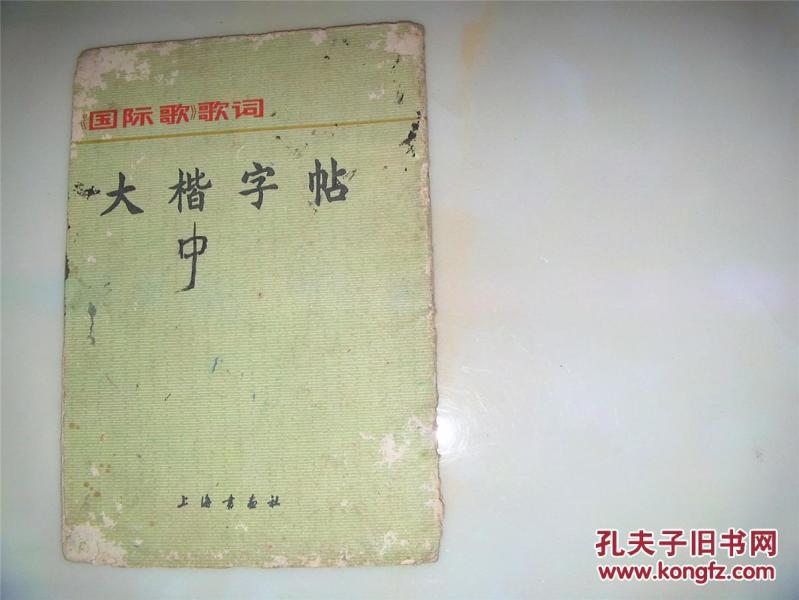 《国际歌》歌词
大楷字帖
中
上海书画社
孔夫子旧书网
www.kongfz.com